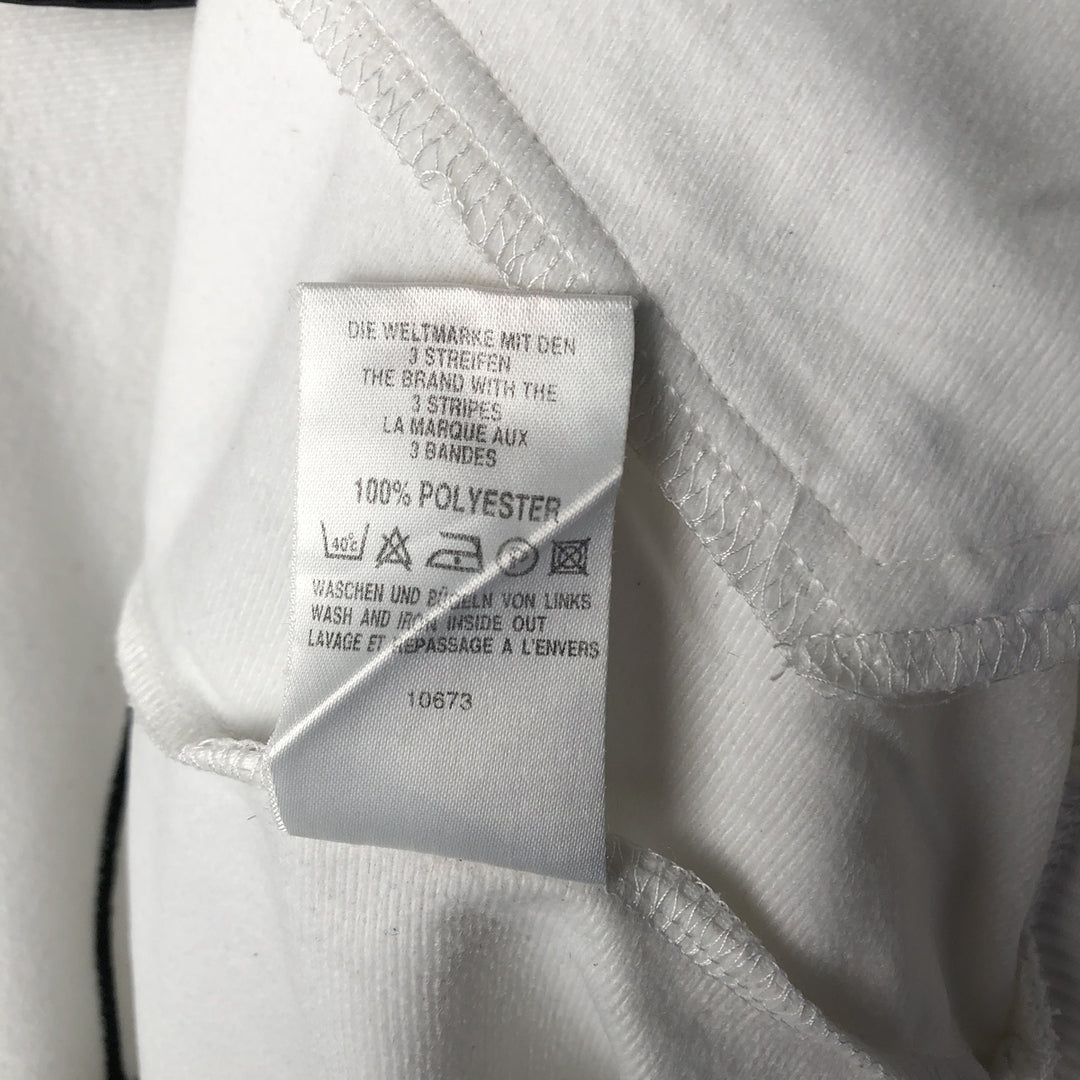 DIE WELTMARKE MIT DEN
3 STREIFEN
THE BRAND WITH THE
3 STRIPES
LA MARQUE AUX
3 BANDES
100% POLYESTER
40°C P
WASCHEN UND BÜGELN VON LINKS
WASH AND IRON INSIDE OUT
LAVAGE ET REPASSAGE A L'ENVERS
10673